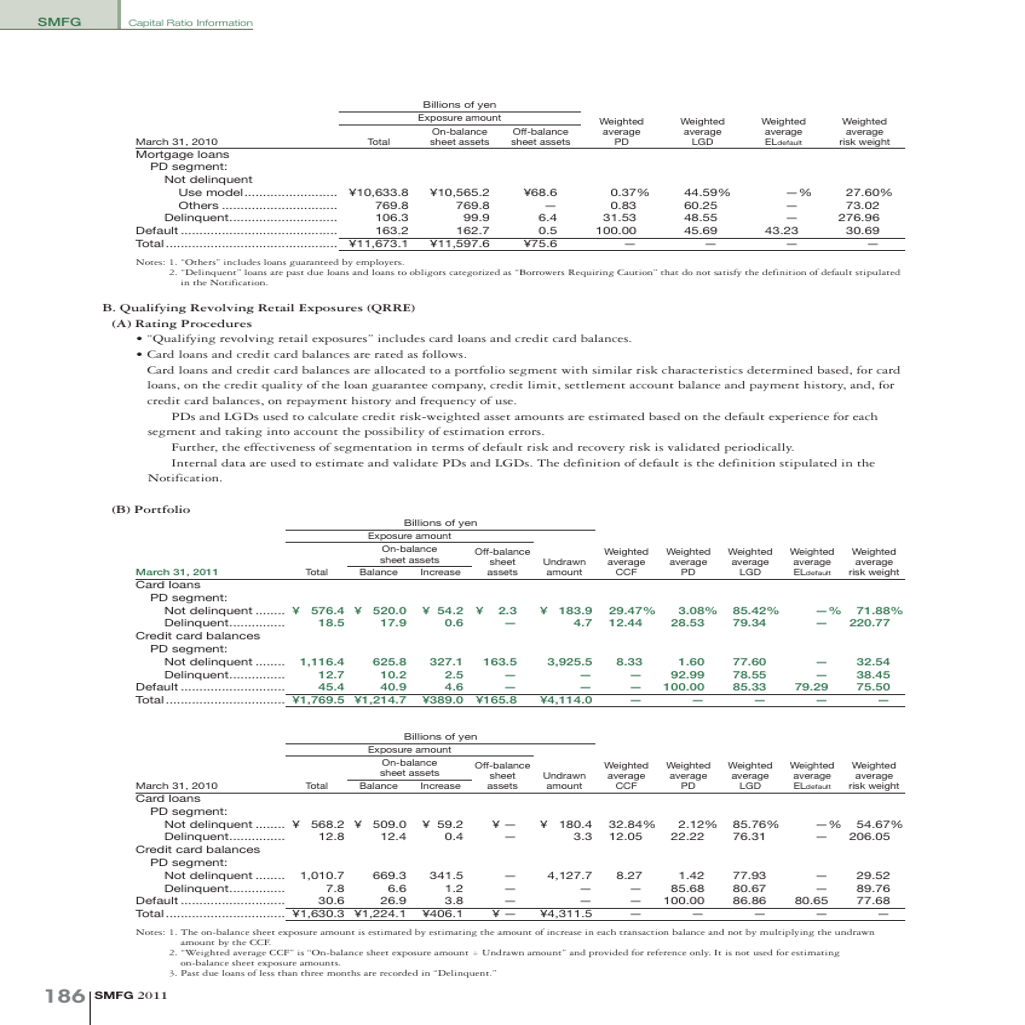 SMFG Capital Ratio Information
Billions of yen
Exposure amount Weighted Weighted Weighted Weighted
On-balance Off-balance average average average average
March 31, 2010 Total sheet assets sheet assets PD LGD ELdefault risk weight
Mortgage loans
PD segment:
Not delinquent
Use model......................... ¥10,633.8 ¥10,565.2 ¥68.6 0.37% 44.59% —% 27.60%
Others ............................... 769.8 769.8 — 0.83 60.25 — 73.02
Delinquent............................. 106.3 99.9 6.4 31.53 48.55 — 276.96
Default .......................................... 163.2 162.7 0.5 100.00 45.69 43.23 30.69
Total.............................................. ¥11,673.1 ¥11,597.6 ¥75.6 — — — —
Notes: 1. “Others” includes loans guaranteed by employers.
2. “Delinquent” loans are past due loans and loans to obligors categorized as “Borrowers Requiring Caution” that do not satisfy the definition of default stipulated
in the Notification.
B. Qualifying Revolving Retail Exposures (QRRE)
(A) Rating Procedures
• “Qualifying revolving retail exposures” includes card loans and credit card balances.
• Card loans and credit card balances are rated as follows.
Card loans and credit card balances are allocated to a portfolio segment with similar risk characteristics determined based, for card
loans, on the credit quality of the loan guarantee company, credit limit, settlement account balance and payment history, and, for
credit card balances, on repayment history and frequency of use.
PDs and LGDs used to calculate credit risk-weighted asset amounts are estimated based on the default experience for each
segment and taking into account the possibility of estimation errors.
Further, the effectiveness of segmentation in terms of default risk and recovery risk is validated periodically.
Internal data are used to estimate and validate PDs and LGDs. The definition of default is the definition stipulated in the
Notification.
(B) Portfolio
Billions of yen
Exposure amount
On-balance Off-balance Weighted Weighted Weighted Weighted Weighted
sheet assets sheet Undrawn average average average average average
March 31, 2011 Total Balance Increase assets amount CCF PD LGD ELdefault risk weight
Card loans
PD segment:
Not delinquent ........ ¥ 576.4 ¥ 520.0 ¥ 54.2 ¥ 2.3 ¥ 183.9 29.47% 3.08% 85.42% —% 71.88%
Delinquent............... 18.5 17.9 0.6 — 4.7 12.44 28.53 79.34 — 220.77
Credit card balances
PD segment:
Not delinquent ........ 1,116.4 625.8 327.1 163.5 3,925.5 8.33 1.60 77.60 — 32.54
Delinquent............... 12.7 10.2 2.5 — — — 92.99 78.55 — 38.45
Default ............................ 45.4 40.9 4.6 — — — 100.00 85.33 79.29 75.50
Total................................ ¥1,769.5 ¥1,214.7 ¥389.0 ¥165.8 ¥4,114.0 — — — — —
Billions of yen
Exposure amount
On-balance Off-balance Weighted Weighted Weighted Weighted Weighted
sheet assets sheet Undrawn average average average average average
March 31, 2010 Total Balance Increase assets amount CCF PD LGD ELdefault risk weight
Card loans
PD segment:
Not delinquent ........ ¥ 568.2 ¥ 509.0 ¥ 59.2 ¥ — ¥ 180.4 32.84% 2.12% 85.76% —% 54.67%
Delinquent............... 12.8 12.4 0.4 — 3.3 12.05 22.22 76.31 — 206.05
Credit card balances
PD segment:
Not delinquent ........ 1,010.7 669.3 341.5 — 4,127.7 8.27 1.42 77.93 — 29.52
Delinquent............... 7.8 6.6 1.2 — — — 85.68 80.67 — 89.76
Default ............................ 30.6 26.9 3.8 — — — 100.00 86.86 80.65 77.68
Total................................ ¥1,630.3 ¥1,224.1 ¥406.1 ¥ — ¥4,311.5 — — — — —
Notes: 1. The on-balance sheet exposure amount is estimated by estimating the amount of increase in each transaction balance and not by multiplying the undrawn
amount by the CCF.
2. “Weighted average CCF” is “On-balance sheet exposure amount ÷ Undrawn amount” and provided for reference only. It is not used for estimating
on-balance sheet exposure amounts.
3. Past due loans of less than three months are recorded in “Delinquent.”
186 SMFG 2011